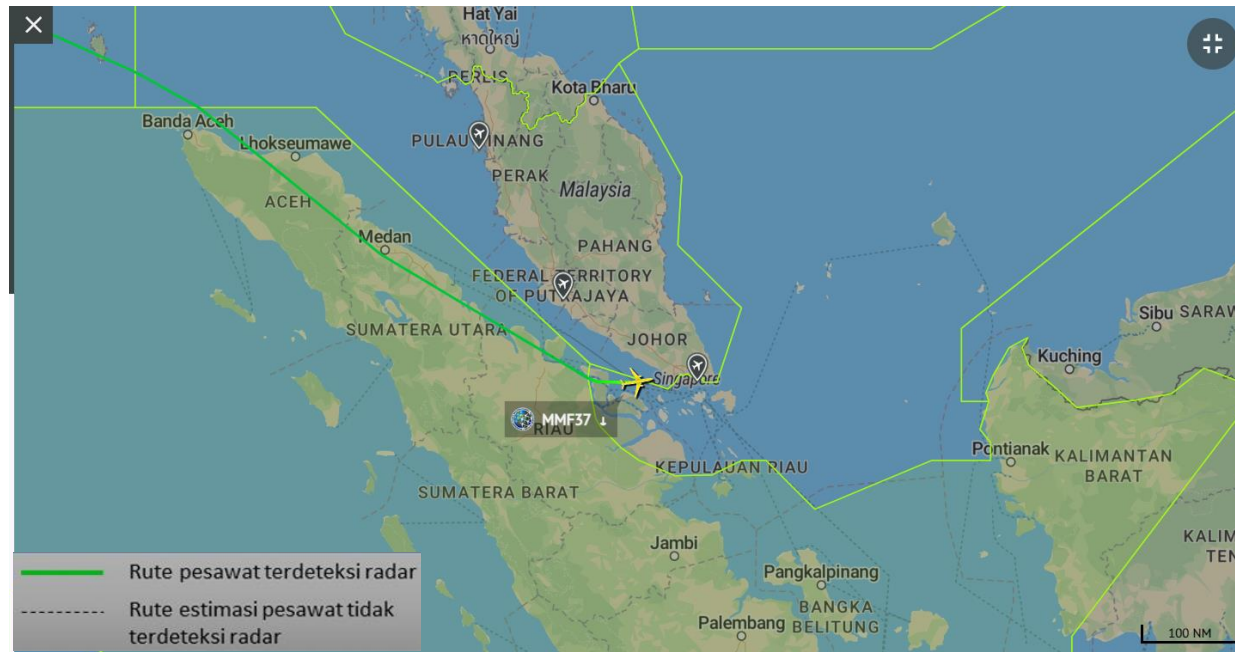 Hat Yai
หาดใหญ่
PERLIS
Kota Bharu
Banda Aceh
Lhokseumawe
PULAU PINANG
PERAK
Malaysia
ACEH
Medan
PAHANG
FEDERAL TERRITORY
OF PUTRAJAYA
SUMATERA UTARA
JOHOR
Sibu
SARAW
Kuching
Singapore
MMF37 ↓
RIAU
Pontianak
KALIMANTAN
BARAT
KEPULAUAN RIAU
SUMATERA BARAT
KALIM
TEN
Jambi
Pangkalpinang
BANGKA
BELITUNG
Palembang
100 NM
Rute pesawat terdeteksi radar
Rute estimasi pesawat tidak
terdeteksi radar